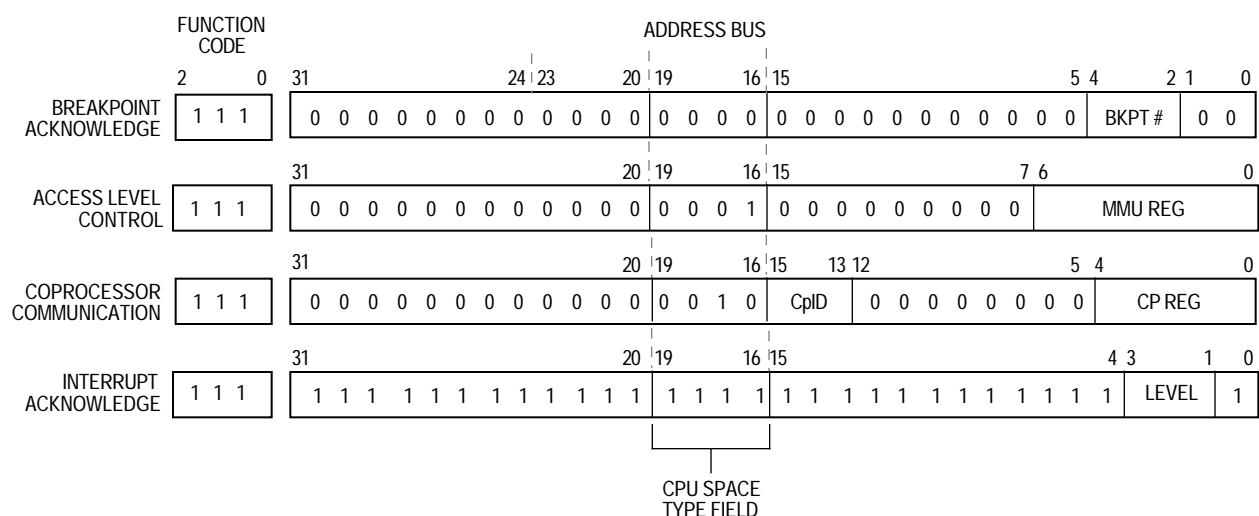 FUNCTION
CODE
ADDRESS BUS
2 0 31 24 23 20 19 16 15 5 4 2 1 0
BREAKPOINT
ACKNOWLEDGE
1 1 1 0 0 0 0 0 0 0 0 0 0 0 0 0 0 0 0 0 0 0 0 0 0 0 0 0 0 0 BKPT # 0 0
31 20 19 16 15 7 6 0
ACCESS LEVEL
CONTROL
1 1 1 0 0 0 0 0 0 0 0 0 0 0 0 0 0 0 1 0 0 0 0 0 0 0 0 0 MMU REG
31 20 19 16 15 13 12 5 4 0
COPROCESSOR
COMMUNICATION
1 1 1 0 0 0 0 0 0 0 0 0 0 0 0 0 0 1 0 CpID 0 0 0 0 0 0 0 0 CP REG
31 20 19 16 15 4 3 1 0
INTERRUPT
ACKNOWLEDGE
1 1 1 1 1 1 1 1 1 1 1 1 1 1 1 1 1 1 1 1 1 1 1 1 1 1 1 1 1 1 1 LEVEL 1
CPU SPACE
TYPE FIELD